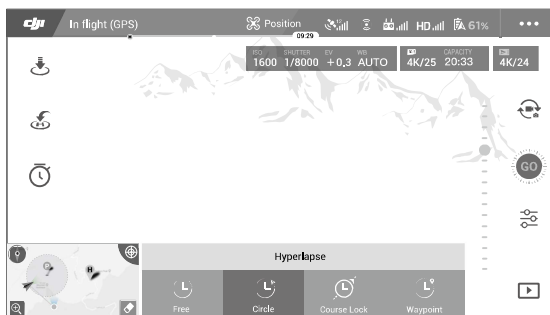 dji In flight (GPS) Position HD 61%
09:29
ISO SHUTTER EV WB CAPACITY
1600 1/8000 +0,3 AUTO 4K/25 20:33 4K/24
GO
Hyperlapse
H
Free Circle Course Lock Waypoint